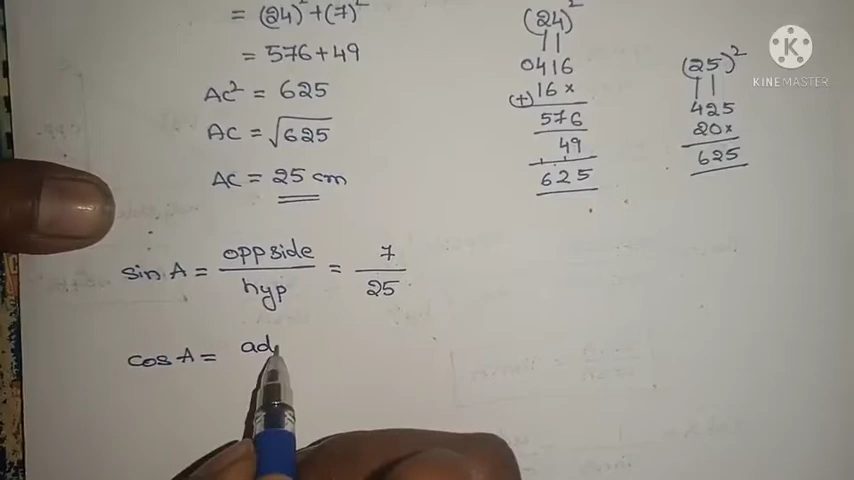 = (24)² + (7)²
= 576 + 49
AC² = 625
AC = √625
AC = 25 cm
sin A = opp side / hyp = 7 / 25
cos A = ad
(24)²
0416
(+) 16 ×
576
49
625
(25)²
425
20×
625
K
KINEMASTER